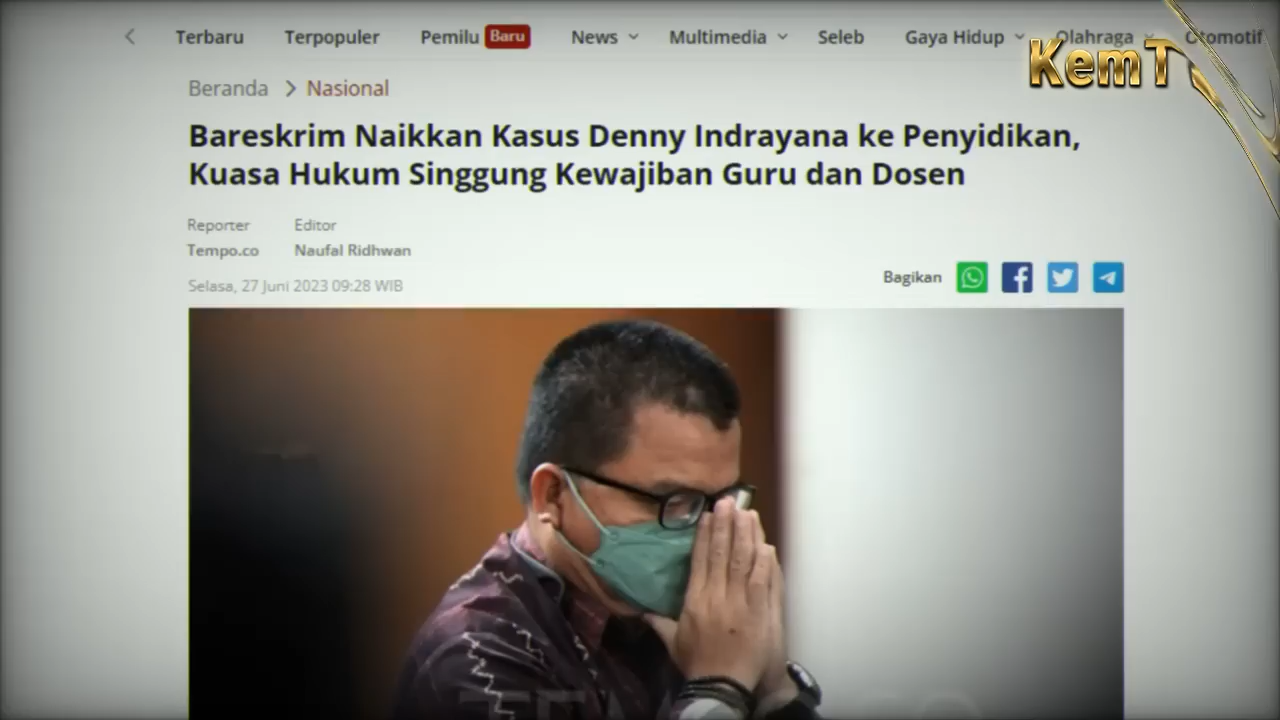 Terbaru Terpopuler Pemilu Baru News Multimedia Seleb Gaya Hidup Olahraga Otomotif
KemT
Beranda > Nasional
Bareskrim Naikkan Kasus Denny Indrayana ke Penyidikan,
Kuasa Hukum Singgung Kewajiban Guru dan Dosen
Reporter Editor
Tempo.co Naufal Ridhwan
Selasa, 27 Juni 2023 09:28 WIB
Bagikan